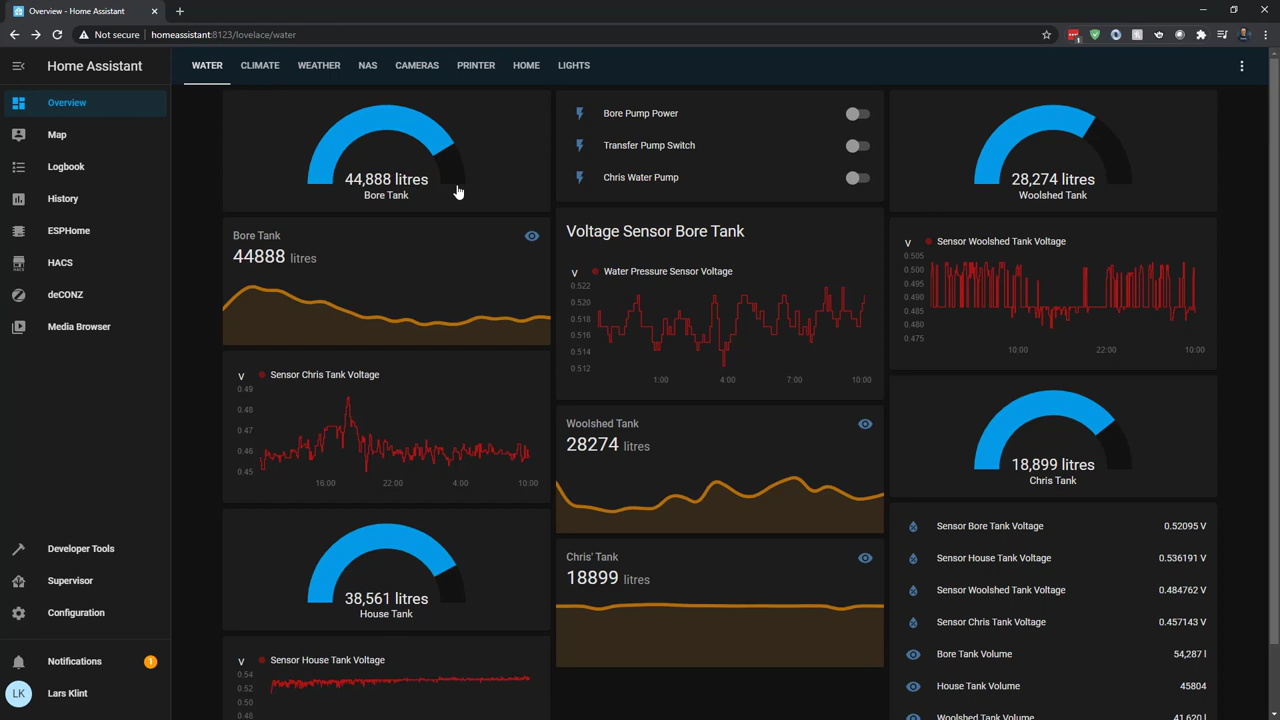 Overview - Home Assistant
Not secure | homeassistant:8123/lovelace/water
Home Assistant
WATER CLIMATE WEATHER NAS CAMERAS PRINTER HOME LIGHTS
Overview
Map
Logbook
History
ESPHome
HACS
deCONZ
Media Browser
Developer Tools
Supervisor
Configuration
Notifications 1
LK Lars Klint
44,888 litres
Bore Tank
Bore Tank
44888 litres
V Sensor Chris Tank Voltage
0.49
0.48
0.47
0.46
0.45
16:00 22:00 4:00 10:00
38,561 litres
House Tank
V Sensor House Tank Voltage
0.54
0.52
0.50
0.48
Bore Pump Power
Transfer Pump Switch
Chris Water Pump
Voltage Sensor Bore Tank
V Water Pressure Sensor Voltage
0.522
0.520
0.518
0.516
0.514
0.512
1:00 4:00 7:00 10:00
Woolshed Tank
28274 litres
Chris' Tank
18899 litres
28,274 litres
Woolshed Tank
V Sensor Woolshed Tank Voltage
0.505
0.500
0.495
0.490
0.485
0.480
0.475
10:00 22:00 10:00
18,899 litres
Chris Tank
Sensor Bore Tank Voltage 0.52095 V
Sensor House Tank Voltage 0.536191 V
Sensor Woolshed Tank Voltage 0.484762 V
Sensor Chris Tank Voltage 0.457143 V
Bore Tank Volume 54,287 l
House Tank Volume 45804
Woolshed Tank Volume 41,620 l